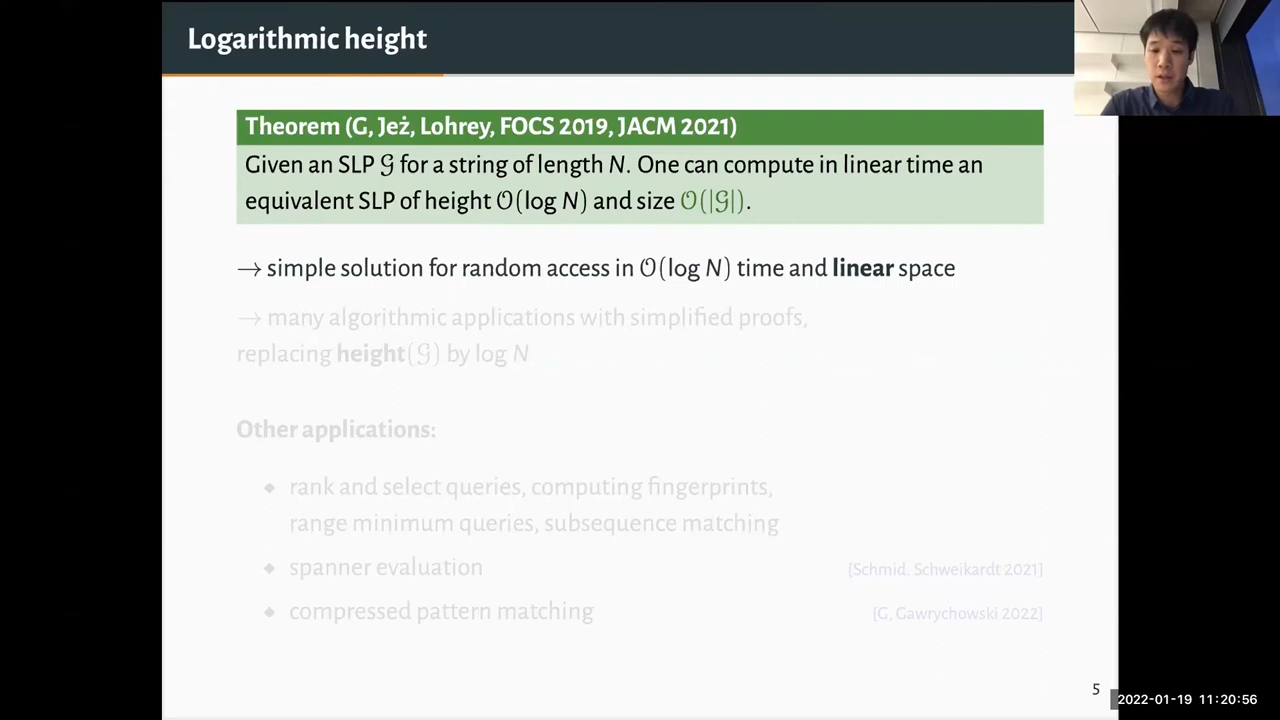 Logarithmic height
Theorem (G, Jeż, Lohrey, FOCS 2019, JACM 2021)
Given an SLP 𝒢 for a string of length N. One can compute in linear time an
equivalent SLP of height 𝒪(log N) and size 𝒪(|𝒢|).
→ simple solution for random access in 𝒪(log N) time and linear space
→ many algorithmic applications with simplified proofs,
replacing height(𝒢) by log N
Other applications:
◆ rank and select queries, computing fingerprints,
range minimum queries, subsequence matching
◆ spanner evaluation [Schmid, Schweikardt 2021]
◆ compressed pattern matching [G, Gawrychowski 2022]
5
2022-01-19 11:20:56